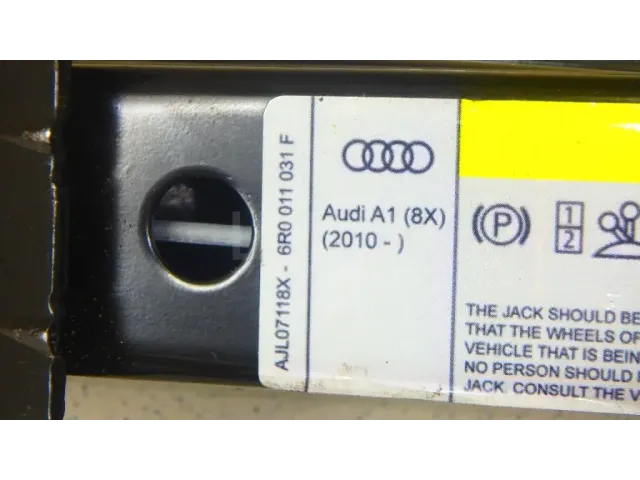 AJL07118X - 6R0 011 031 F
Audi A1 (8X)
(2010 - )
P
1
2
THE JACK SHOULD BE
THAT THE WHEELS OF
VEHICLE THAT IS BEIN
NO PERSON SHOULD
JACK. CONSULT THE V